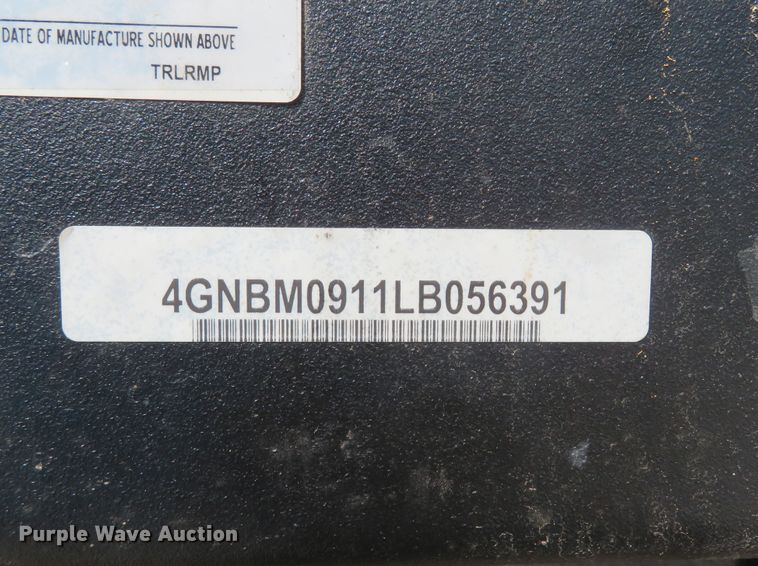 DATE OF MANUFACTURE SHOWN ABOVE
TRLRMP
4GNBM0911LB056391
Purple Wave Auction